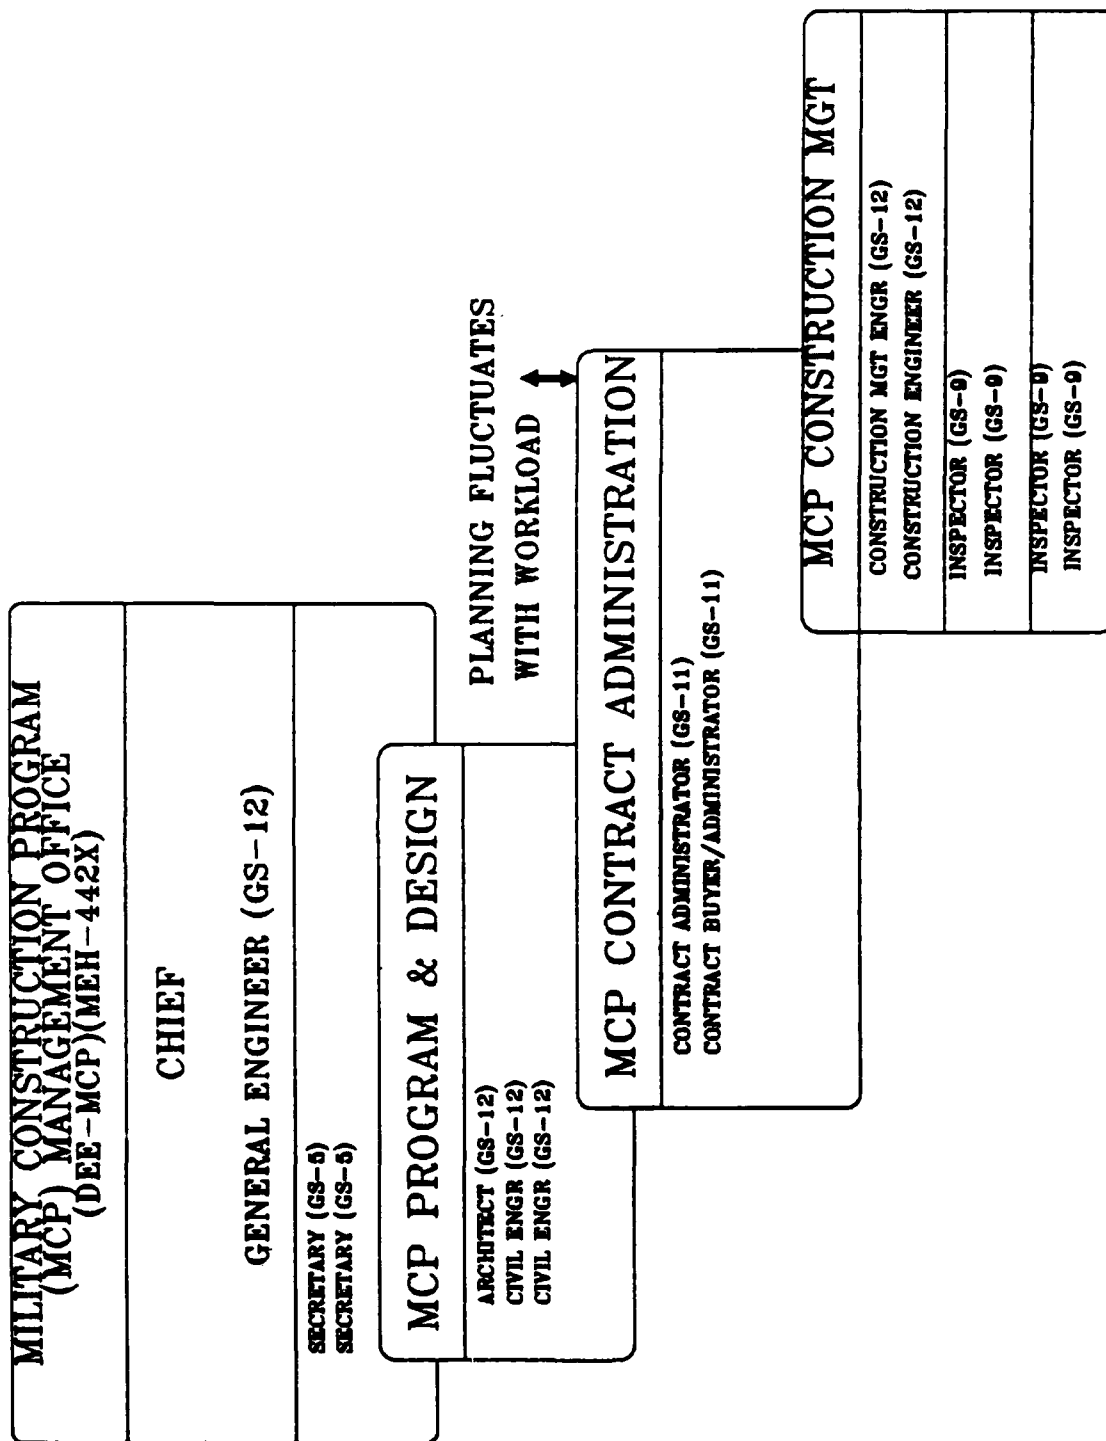 MILITARY CONSTRUCTION PROGRAM
(MCP) MANAGEMENT OFFICE
(DEE-MCP)(MEH-442X)
CHIEF
GENERAL ENGINEER (GS-12)
SECRETARY (GS-5)
SECRETARY (GS-5)
MCP PROGRAM & DESIGN
ARCHITECT (GS-12)
CIVIL ENGR (GS-12)
CIVIL ENGR (GS-12)
PLANNING FLUCTUATES
WITH WORKLOAD
MCP CONTRACT ADMINISTRATION
CONTRACT ADMINISTRATOR (GS-11)
CONTRACT BUYER/ADMINISTRATOR (GS-11)
MCP CONSTRUCTION MGT
CONSTRUCTION MGT ENGR (GS-12)
CONSTRUCTION ENGINEER (GS-12)
INSPECTOR (GS-9)
INSPECTOR (GS-9)
INSPECTOR (GS-9)
INSPECTOR (GS-9)